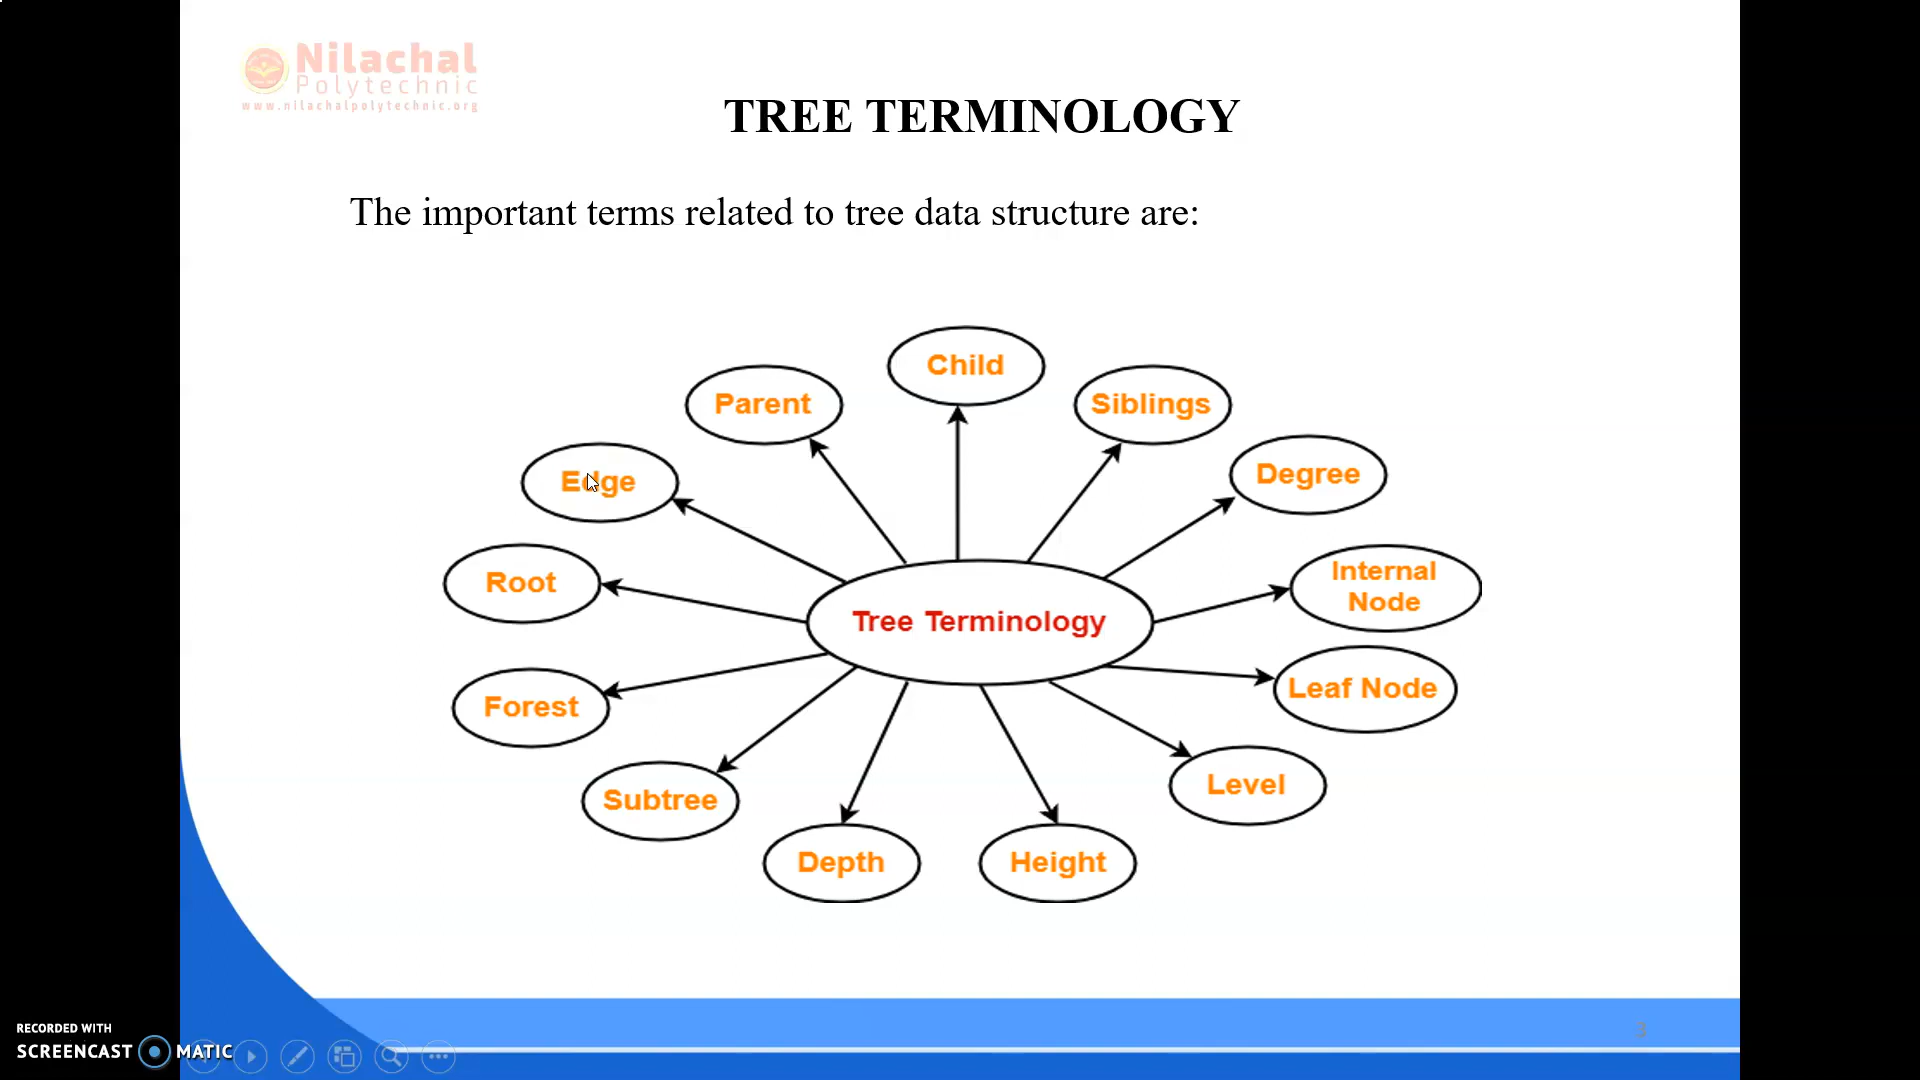 Nilachal
Polytechnic
www.nilachalpolytechnic.org
TREE TERMINOLOGY
The important terms related to tree data structure are:
Child
Parent
Siblings
Edge
Degree
Root
Internal
Node
Tree Terminology
Forest
Leaf Node
Subtree
Level
Depth
Height
3
RECORDED WITH
SCREENCAST MATIC